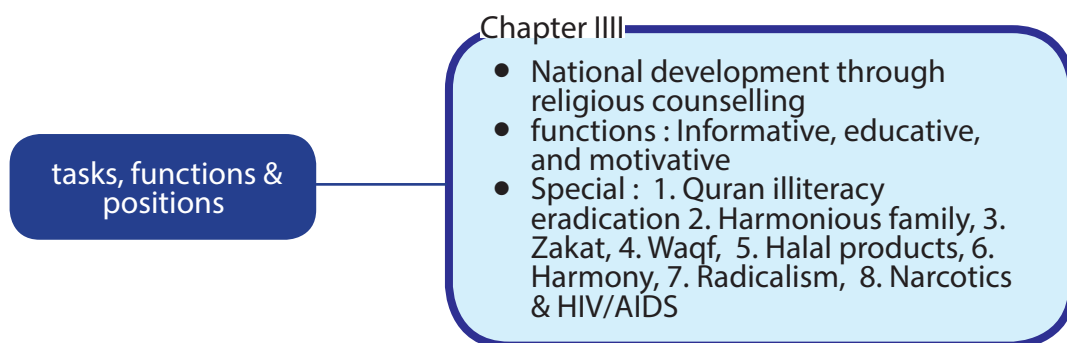 Chapter IIII
tasks, functions &
positions
• National development through
religious counselling
• functions : Informative, educative,
and motivative
• Special : 1. Quran illiteracy
eradication 2. Harmonious family, 3.
Zakat, 4. Waqf, 5. Halal products, 6.
Harmony, 7. Radicalism, 8. Narcotics
& HIV/AIDS